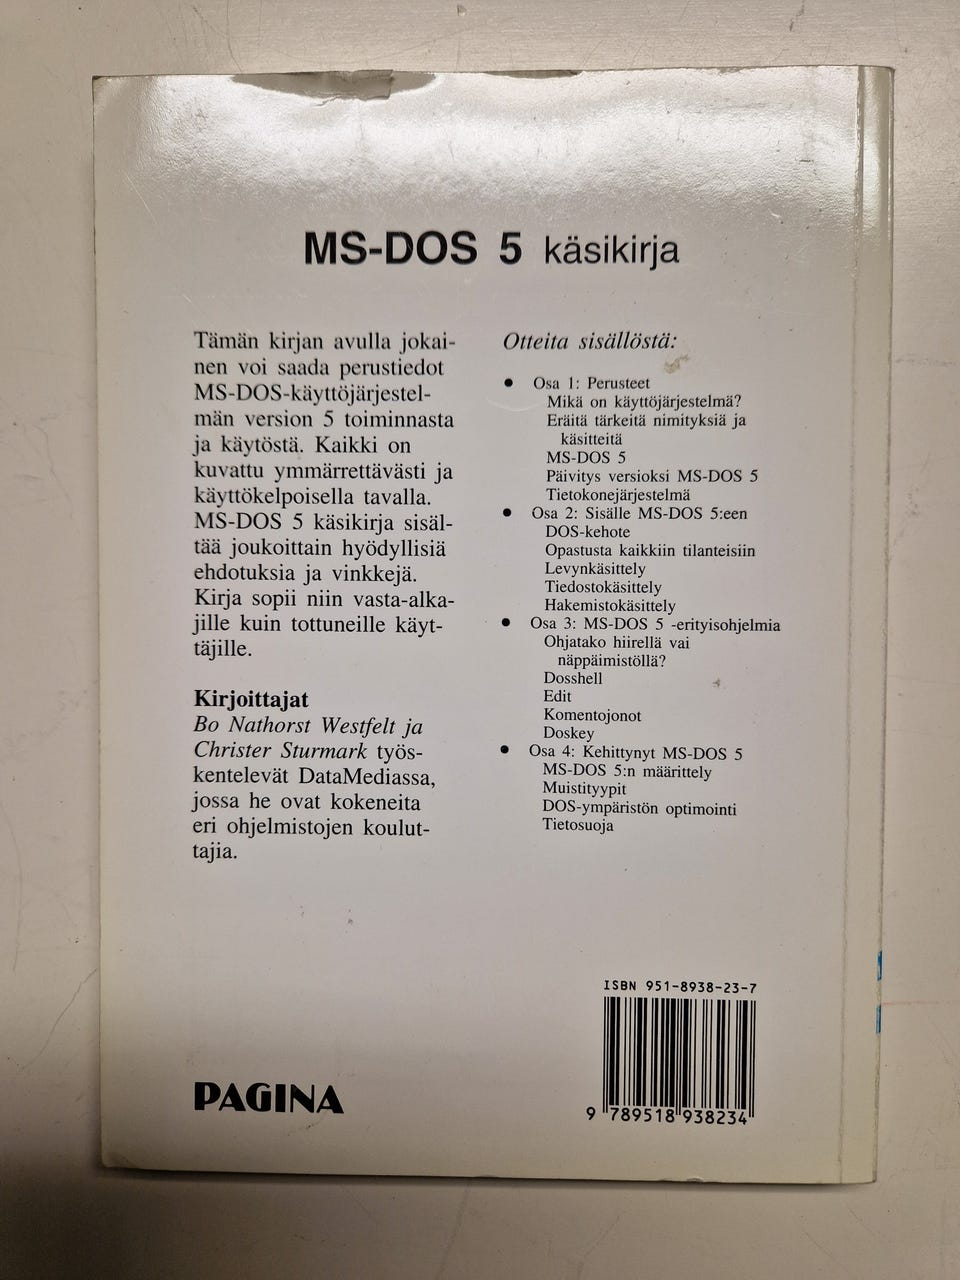 MS-DOS 5 käsikirja
Tämän kirjan avulla jokai-
nen voi saada perustiedot
MS-DOS-käyttöjärjestel-
män version 5 toiminnasta
ja käytöstä. Kaikki on
kuvattu ymmärrettävästi ja
käyttökelpoisella tavalla.
MS-DOS 5 käsikirja sisäl-
tää joukoittain hyödyllisiä
ehdotuksia ja vinkkejä.
Kirja sopii niin vasta-alka-
jille kuin tottuneille käyt-
täjille.
Kirjoittajat
Bo Nathorst Westfelt ja
Christer Sturmark työs-
kentelevät DataMediassa,
jossa he ovat kokeneita
eri ohjelmistojen koulut-
tajia.
Otteita sisällöstä:
• Osa 1: Perusteet
Mikä on käyttöjärjestelmä?
Eräitä tärkeitä nimityksiä ja
käsitteitä
MS-DOS 5
Päivitys versioksi MS-DOS 5
Tietokonejärjestelmä
• Osa 2: Sisälle MS-DOS 5:een
DOS-kehote
Opastusta kaikkiin tilanteisiin
Levynkäsittely
Tiedostokäsittely
Hakemistokäsittely
• Osa 3: MS-DOS 5 -erityisohjelmia
Ohjatako hiirellä vai
näppäimistöllä?
Dosshell
Edit
Komentojonot
Doskey
• Osa 4: Kehittynyt MS-DOS 5
MS-DOS 5:n määrittely
Muistityypit
DOS-ympäristön optimointi
Tietosuoja
ISBN 951-8938-23-7
9 789518 938234
PAGINA